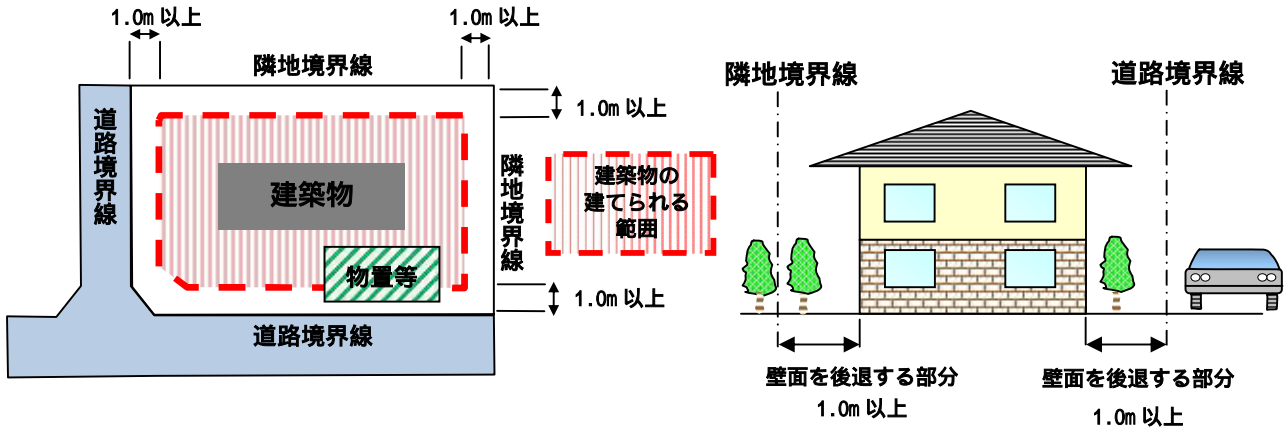 1.0m 以上
1.0m 以上
隣地境界線
1.0m 以上
道路境界線
建築物
物置等
隣地境界線
建築物の
建てられる
範囲
1.0m 以上
道路境界線
隣地境界線
道路境界線
壁面を後退する部分
1.0m 以上
壁面を後退する部分
1.0m 以上